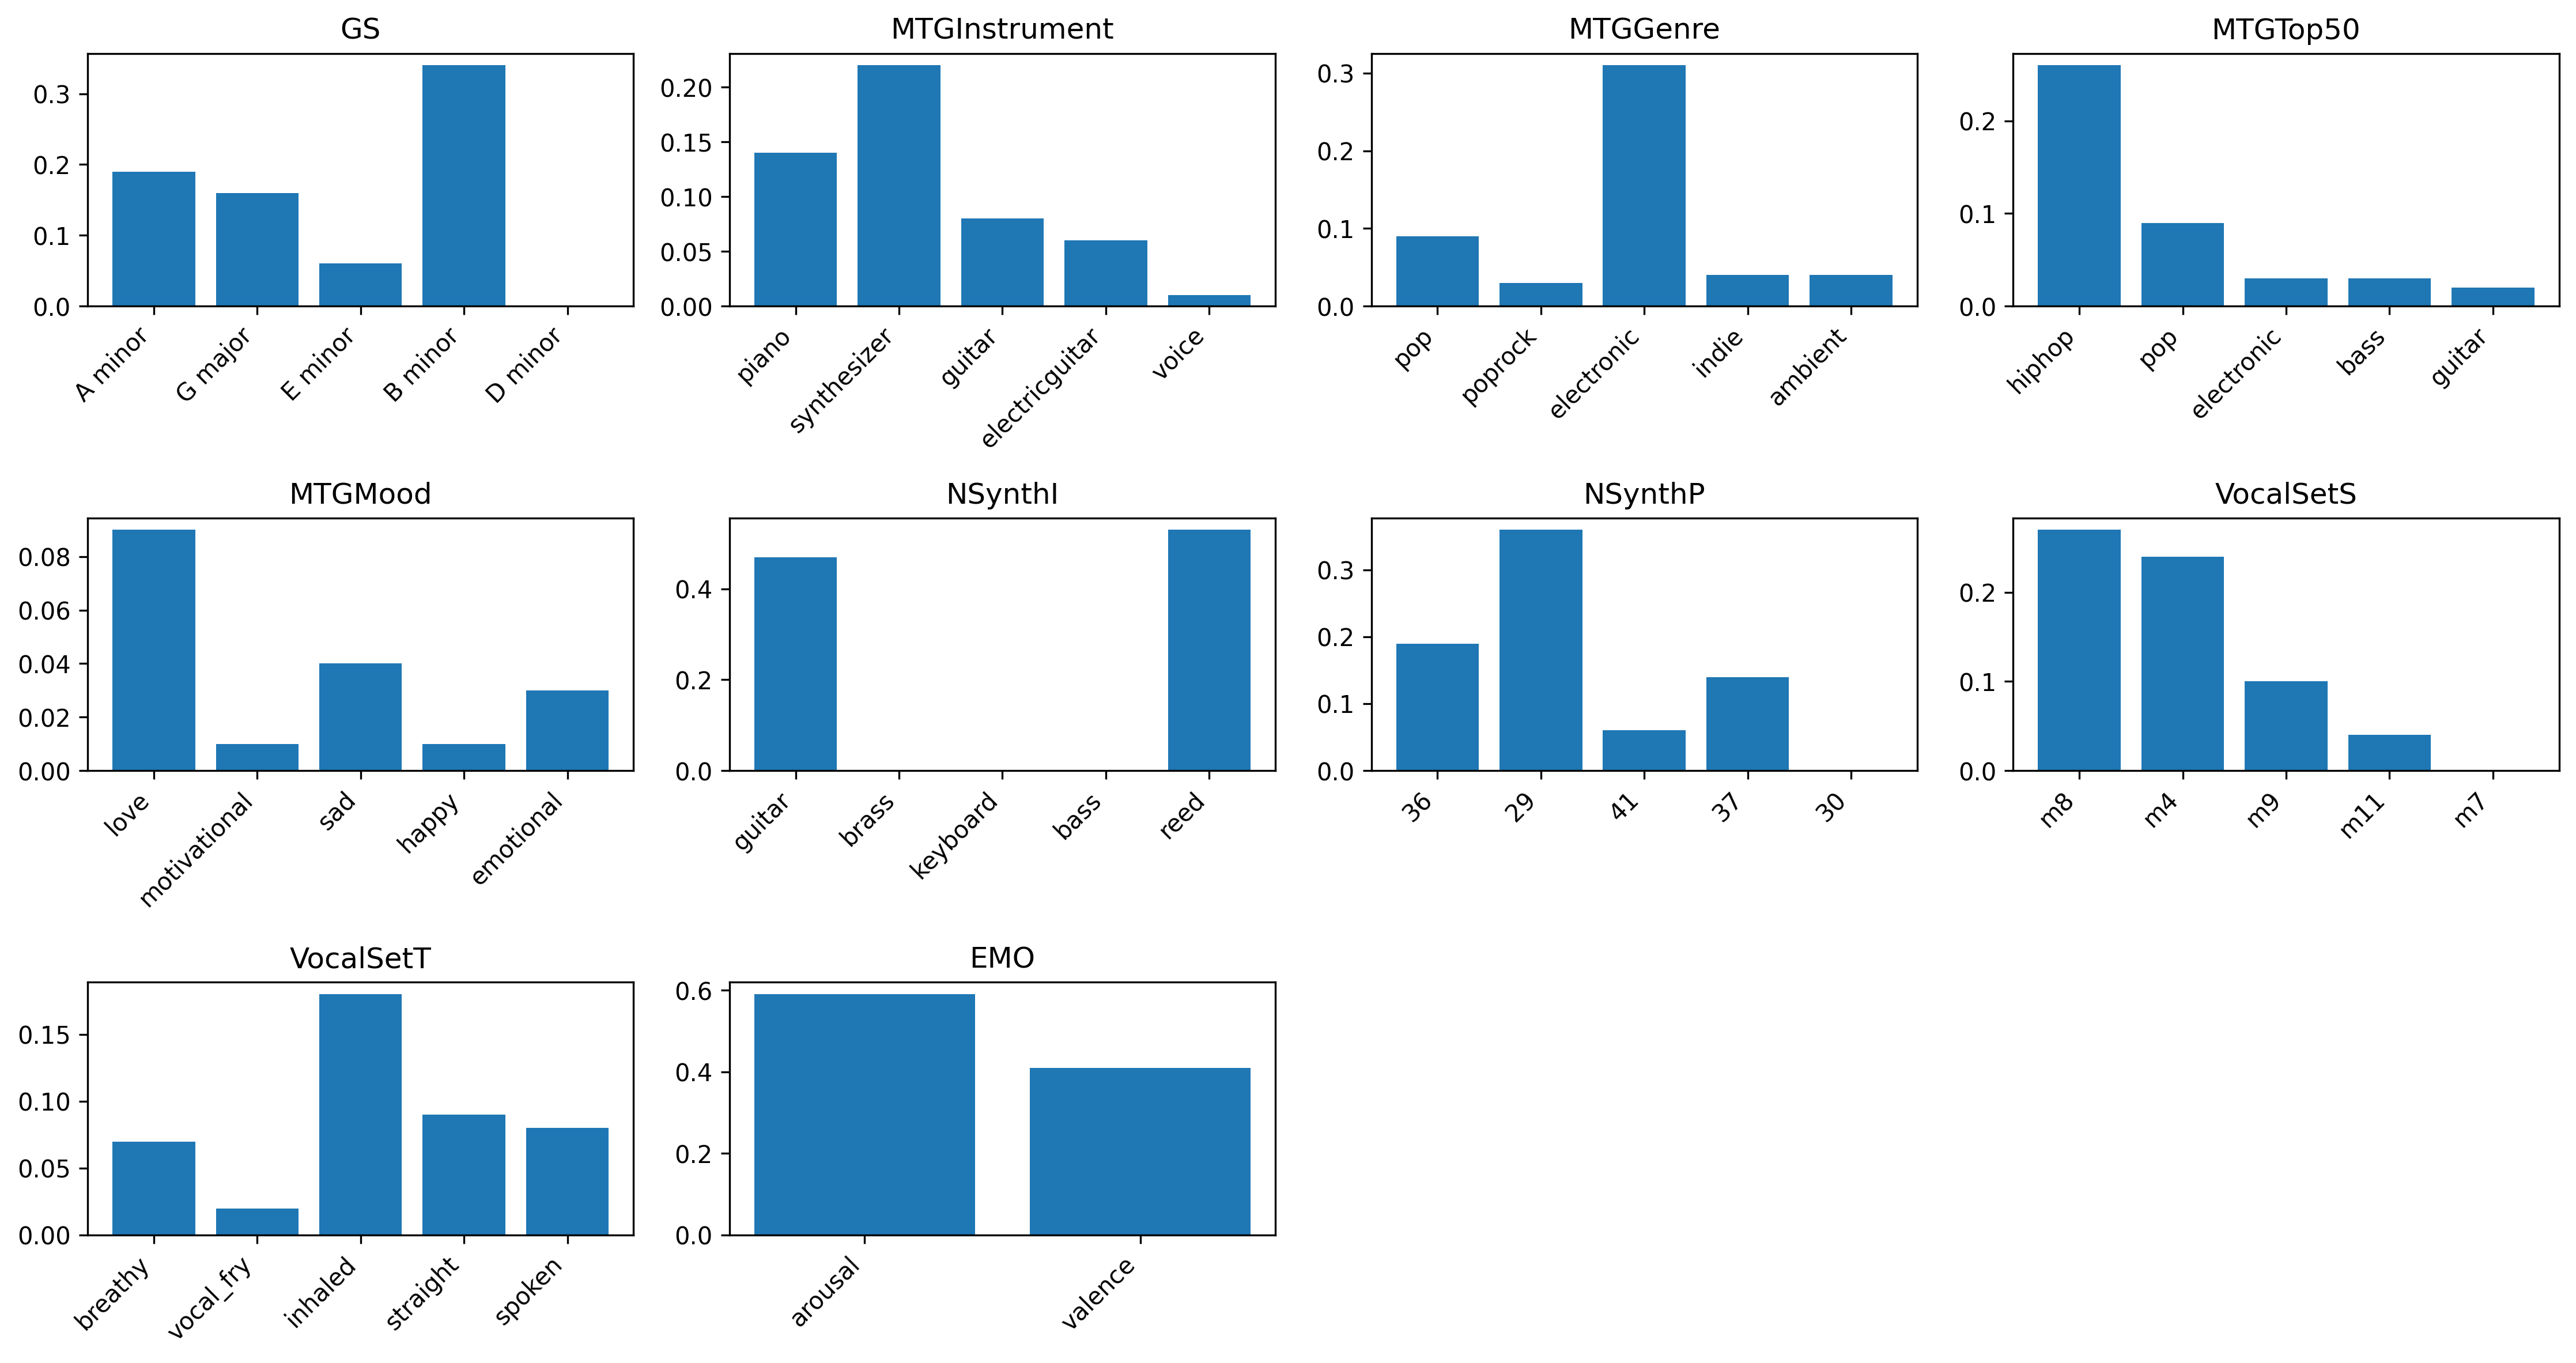 GS
0.3
0.2
0.1
0.0
A minor
G major
E minor
B minor
D minor
MTGInstrument
0.20
0.15
0.10
0.05
0.00
piano
synthesizer
guitar
electricguitar
voice
MTGGenre
0.3
0.2
0.1
0.0
pop
poprock
electronic
indie
ambient
MTGTop50
0.2
0.1
0.0
hiphop
pop
electronic
bass
guitar
MTGMood
0.08
0.06
0.04
0.02
0.00
love
motivational
sad
happy
emotional
NSynthI
0.4
0.2
0.0
guitar
brass
keyboard
bass
reed
NSynthP
0.3
0.2
0.1
0.0
36
29
41
37
30
VocalSetS
0.2
0.1
0.0
m8
m4
m9
m11
m7
VocalSetT
0.15
0.10
0.05
0.00
breathy
vocal_fry
inhaled
straight
spoken
EMO
0.6
0.4
0.2
0.0
arousal
valence